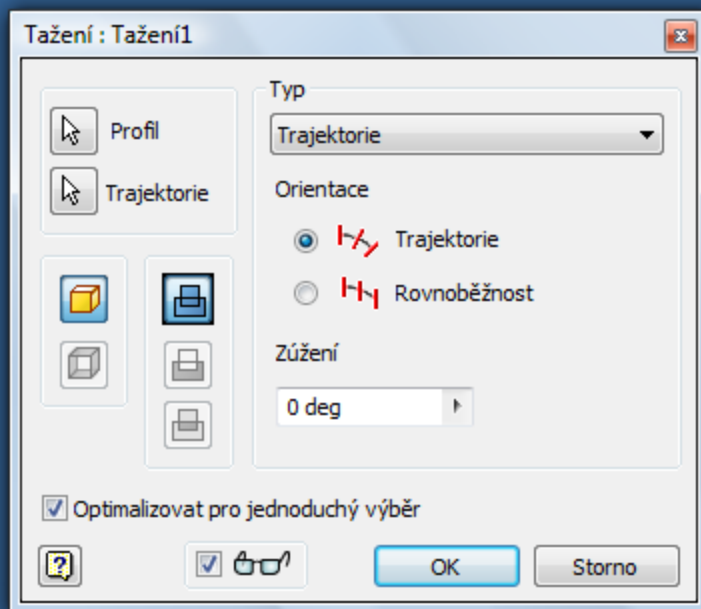 Tažení : Tažení1
Profil
Trajektorie
Typ
Trajektorie
Orientace
Trajektorie
Rovnoběžnost
Zúžení
0 deg
Optimalizovat pro jednoduchý výběr
?
OK
Storno